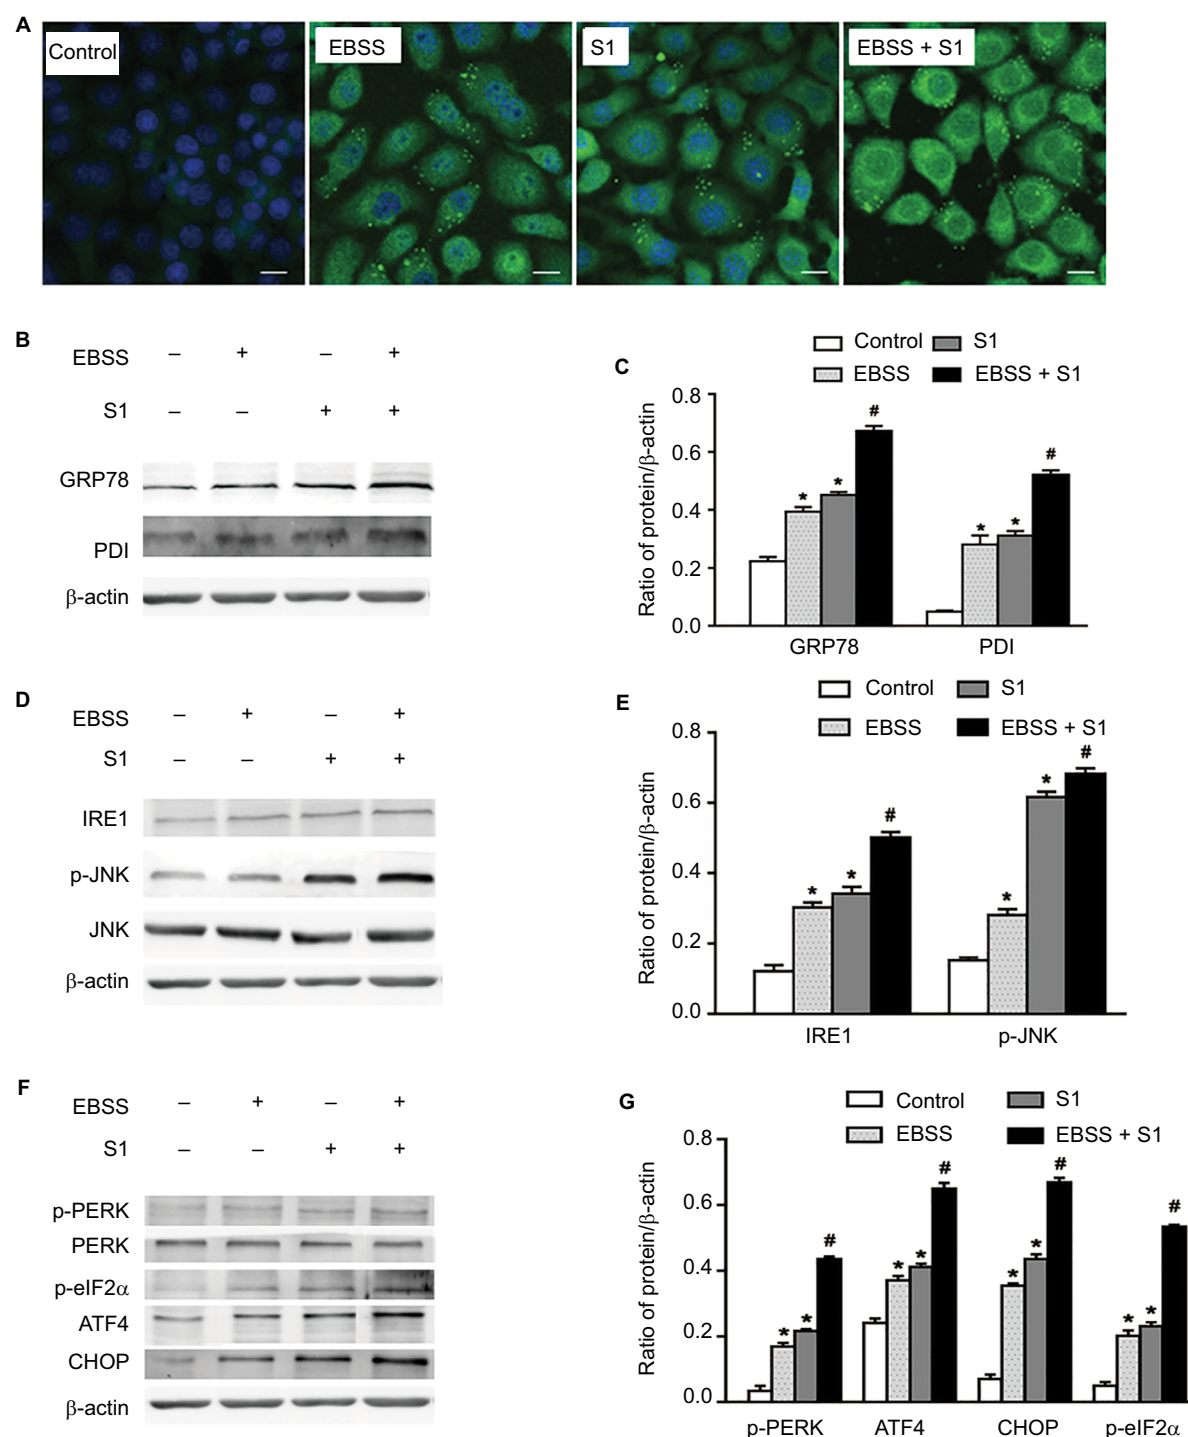 A
Control
EBSS
S1
EBSS + S1
B
EBSS – + – +
S1 – – + +
GRP78
PDI
β-actin
C
Control
S1
EBSS
EBSS + S1
Ratio of protein/β-actin
0.8
0.6
0.4
0.2
0.0
* * #
* * #
GRP78
PDI
D
EBSS – + – +
S1 – – + +
IRE1
p-JNK
JNK
β-actin
E
Control
S1
EBSS
EBSS + S1
Ratio of protein/β-actin
0.8
0.6
0.4
0.2
0.0
* * #
* * #
IRE1
p-JNK
F
EBSS – + – +
S1 – – + +
p-PERK
PERK
p-eIF2α
ATF4
CHOP
β-actin
G
Control
S1
EBSS
EBSS + S1
Ratio of protein/β-actin
0.8
0.6
0.4
0.2
0.0
* * #
* * #
* * #
* * #
p-PERK
ATF4
CHOP
p-eIF2α